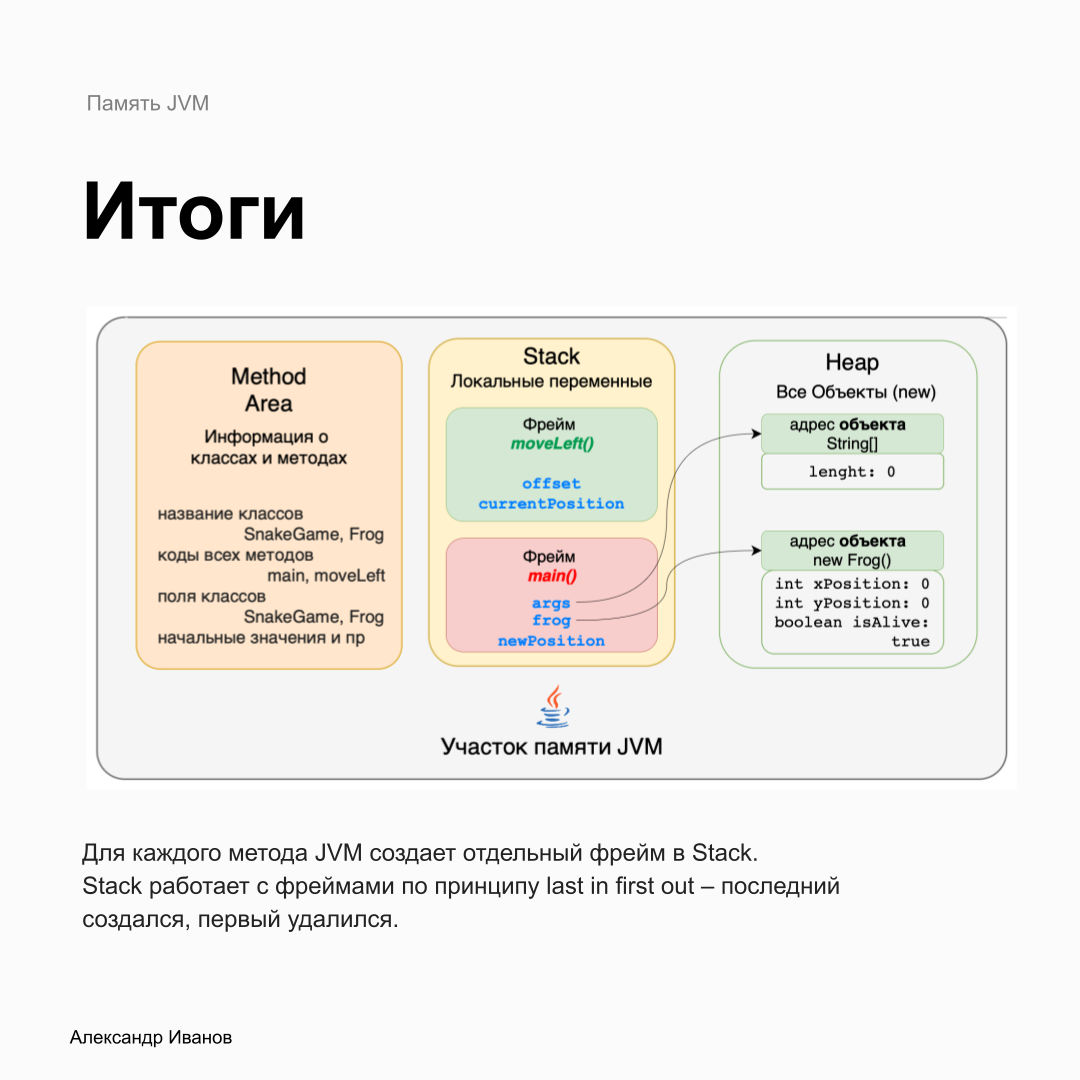 Память JVM
Итоги
Method
Area
Информация о
классах и методах
название классов
SnakeGame, Frog
коды всех методов
main, moveLeft
поля классов
SnakeGame, Frog
начальные значения и пр
Stack
Локальные переменные
Фрейм
moveLeft()
offset
currentPosition
Фрейм
main()
args
frog
newPosition
Heap
Все Объекты (new)
адрес объекта
String[]
lenght: 0
адрес объекта
new Frog()
int xPosition: 0
int yPosition: 0
boolean isAlive:
true
Участок памяти JVM
Для каждого метода JVM создает отдельный фрейм в Stack.
Stack работает с фреймами по принципу last in first out – последний
создался, первый удалился.
Александр Иванов